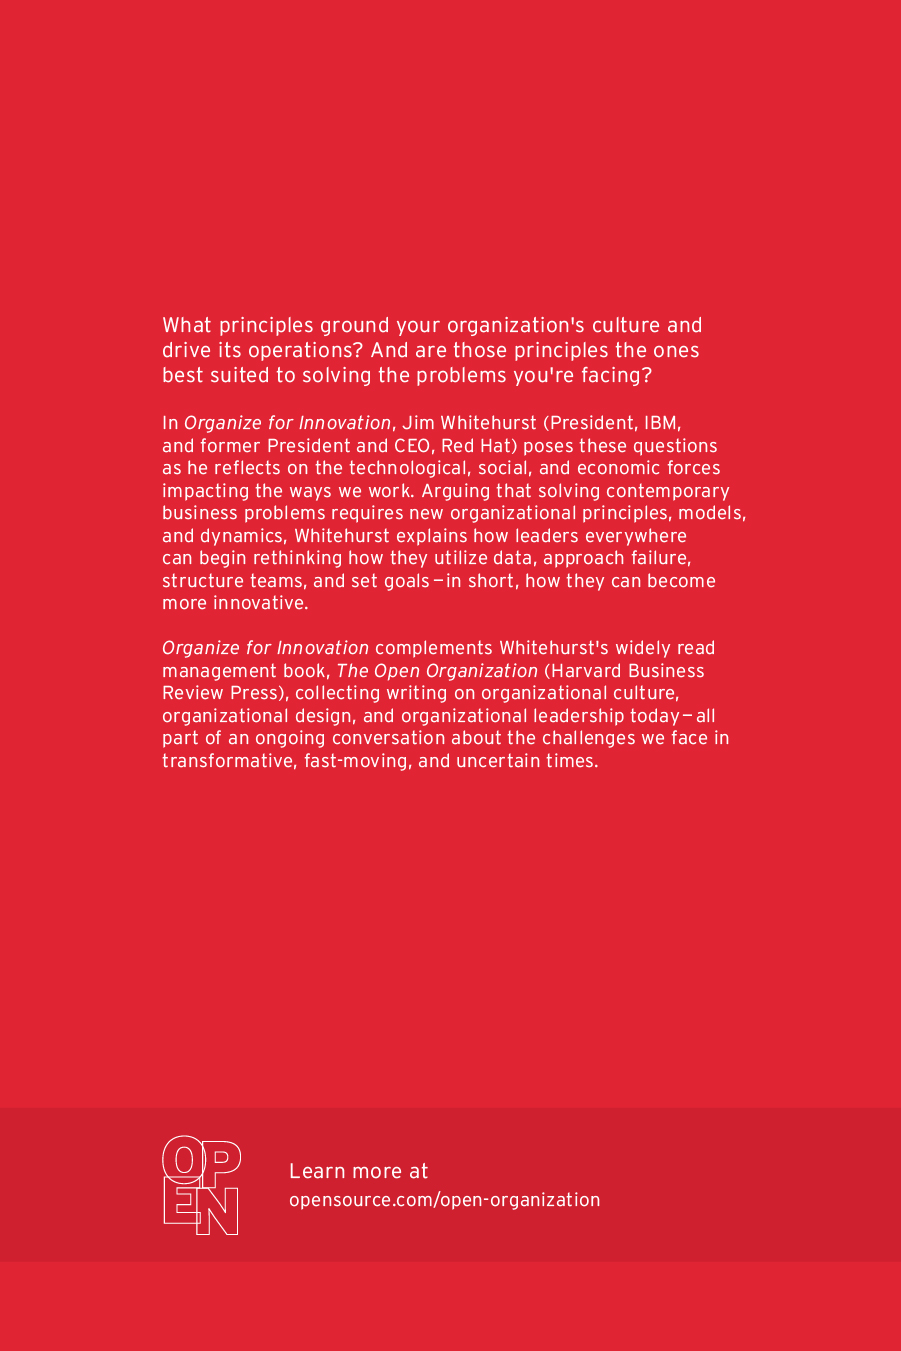 What principles ground your organization's culture and
drive its operations? And are those principles the ones
best suited to solving the problems you're facing?
In Organize for Innovation, Jim Whitehurst (President, IBM,
and former President and CEO, Red Hat) poses these questions
as he reflects on the technological, social, and economic forces
impacting the ways we work. Arguing that solving contemporary
business problems requires new organizational principles, models,
and dynamics, Whitehurst explains how leaders everywhere
can begin rethinking how they utilize data, approach failure,
structure teams, and set goals—in short, how they can become
more innovative.
Organize for Innovation complements Whitehurst's widely read
management book, The Open Organization (Harvard Business
Review Press), collecting writing on organizational culture,
organizational design, and organizational leadership today—all
part of an ongoing conversation about the challenges we face in
transformative, fast-moving, and uncertain times.
OP
EN
Learn more at
opensource.com/open-organization